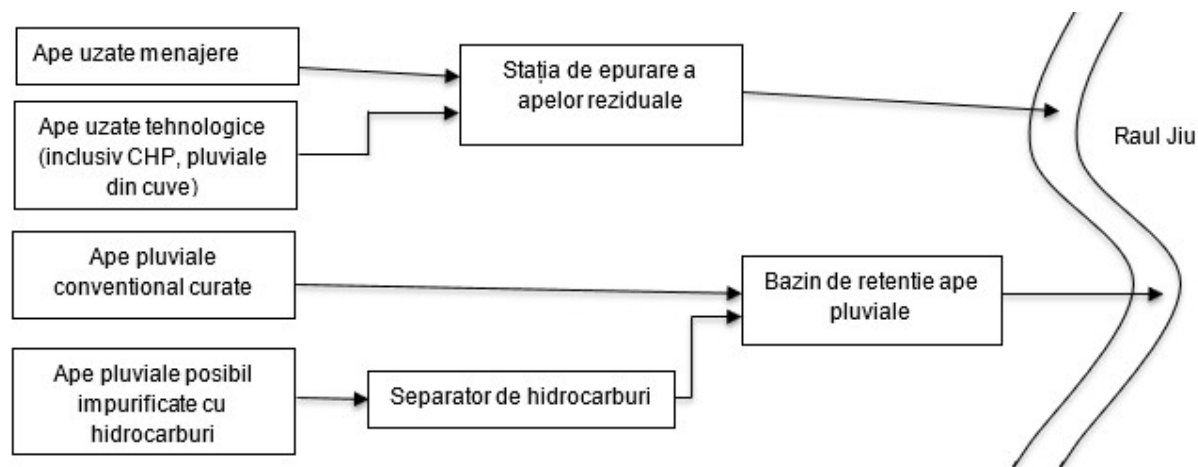 Ape uzate menajere
Stația de epurare a
apelor reziduale
Ape uzate tehnologice
(inclusiv CHP, pluviale
din cuve)
Raul Jiu
Ape pluviale
conventional curate
Bazin de retentie ape
pluviale
Ape pluviale posibil
impurificate cu
hidrocarburi
Separator de hidrocarburi